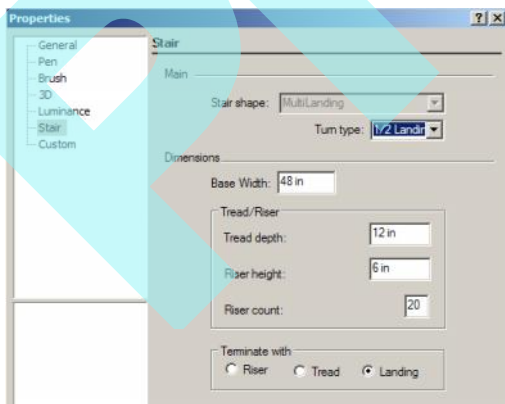 Properties
General
Pen
Brush
3D
Luminance
Stair
Custom
Stair
Main
Stair shape: MultiLanding
Turn type: 1/2 Landin
Dimensions
Base Width: 48 in
Tread/Riser
Tread depth: 12 in
Riser height: 6 in
Riser count: 20
Terminate with
Riser Tread Landing